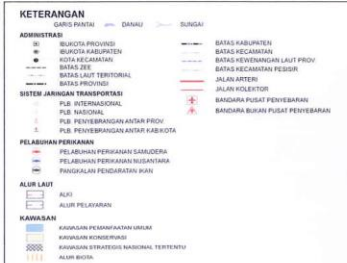 KETERANGAN
GARIS PANTAI DANAU SUNGAI
ADMINISTRASI
IBUKOTA PROVINSI
IBUKOTA KABUPATEN
KOTA KECAMATAN
BATAS ZEE
BATAS LAUT TERITORIAL
BATAS PROVINSI
BATAS KABUPATEN
BATAS KECAMATAN
BATAS KEWENANGAN LAUT PROV
BATAS KECAMATAN PESISIR
SISTEM JARINGAN TRANSPORTASI
PLB. INTERNASIONAL
PLB. NASIONAL
PLB. PENYEBRANGAN ANTAR PROV
PLB. PENYEBRANGAN ANTAR KAB/KOTA
JALAN ARTERI
JALAN KOLEKTOR
BANDARA PUSAT PENYEBARAN
BANDARA BUKAN PUSAT PENYEBARAN
PELABUHAN PERIKANAN
PELABUHAN PERIKANAN SAMUDERA
PELABUHAN PERIKANAN NUSANTARA
PANGKALAN PENDARATAN IKAN
ALUR LAUT
ALKI
ALUR PELAYARAN
KAWASAN
KAWASAN PEMANFAATAN UMUM
KAWASAN KONSERVASI
KAWASAN STRATEGIS NASIONAL TERTENTU
ALUR BIOTA